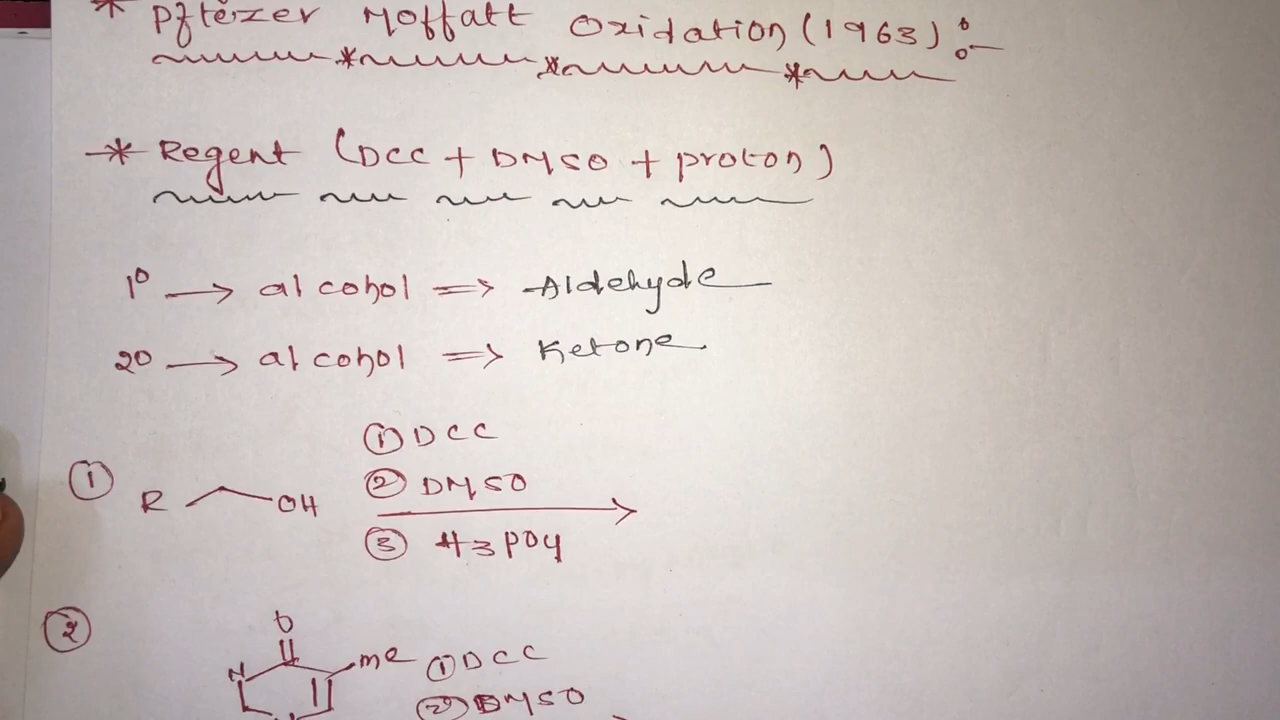 * Pfteizer Moffatt Oxidation (1963) :-
* Regent (DCC + DMSO + proton)
1° → alcohol ⇒ Aldehyde
2° → alcohol ⇒ Ketone.
① DCC
② DMSO
① R OH
③ H3PO4
②
O
N me ① DCC
② DMSO